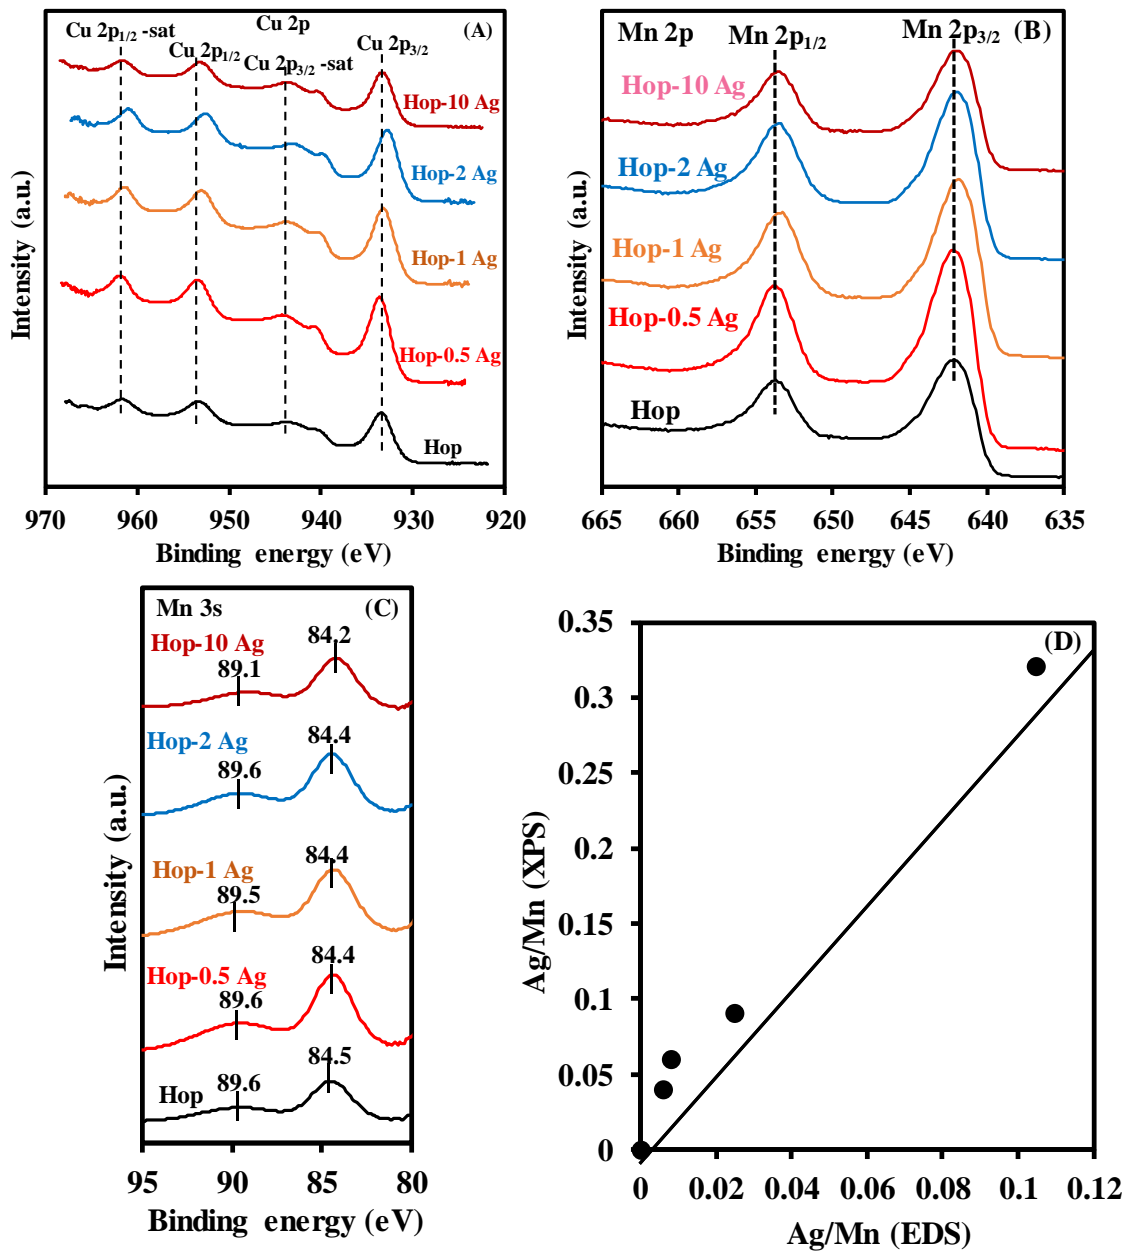 Cu 2p
(A)
Cu 2p1/2 -sat
Cu 2p1/2
Cu 2p3/2 -sat
Cu 2p3/2
Hop-10 Ag
Hop-2 Ag
Hop-1 Ag
Hop-0.5 Ag
Hop
Intensity (a.u.)
970 960 950 940 930 920
Binding energy (eV)
Mn 2p
Mn 2p1/2
Mn 2p3/2
(B)
Hop-10 Ag
Hop-2 Ag
Hop-1 Ag
Hop-0.5 Ag
Hop
Intensity (a.u.)
665 660 655 650 645 640 635
Binding energy (eV)
Mn 3s
(C)
Hop-10 Ag
84.2
89.1
Hop-2 Ag
84.4
89.6
Hop-1 Ag
84.4
89.5
Hop-0.5 Ag
84.4
89.6
Hop
84.5
89.6
Intensity (a.u.)
95 90 85 80
Binding energy (eV)
(D)
0.35
0.3
0.25
0.2
0.15
0.1
0.05
0
Ag/Mn (XPS)
0 0.02 0.04 0.06 0.08 0.1 0.12
Ag/Mn (EDS)